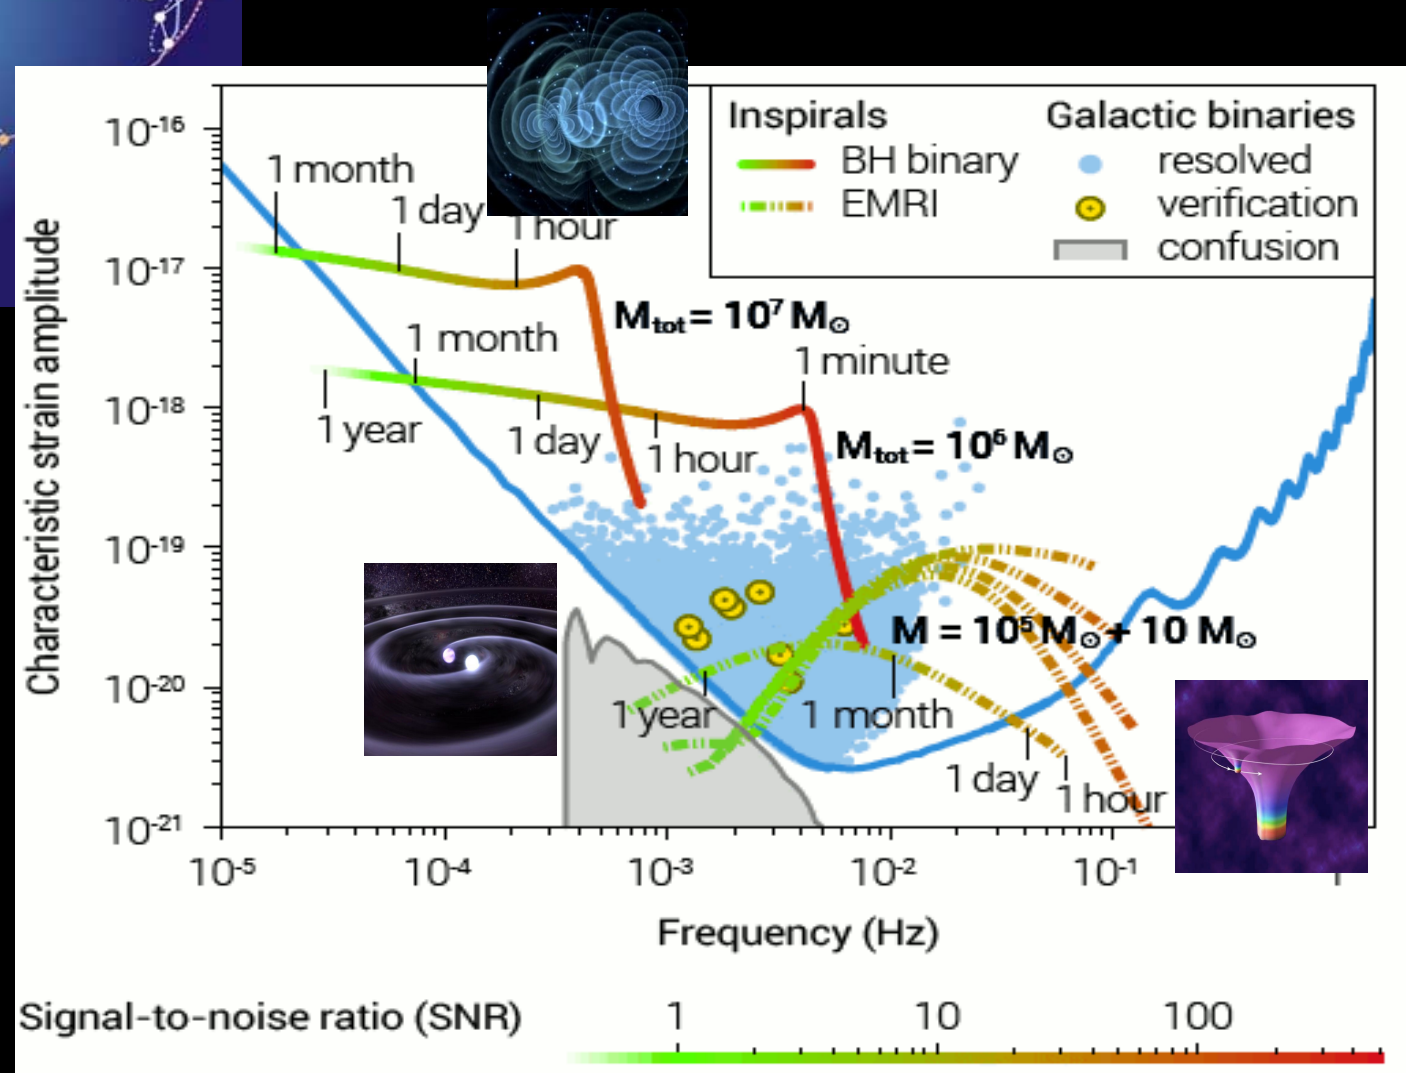 Inspirals
BH binary
EMRI
Galactic binaries
resolved
verification
confusion
Characteristic strain amplitude
10⁻¹⁶
10⁻¹⁷
10⁻¹⁸
10⁻¹⁹
10⁻²⁰
10⁻²¹
1 month
1 day
1 hour
Mtot = 10⁷ M☉
1 month
1 minute
1 year
1 day
1 hour
Mtot = 10⁶ M☉
M = 10⁵ M☉ + 10 M☉
1 year
1 month
1 day
1 hour
10⁻⁵
10⁻⁴
10⁻³
10⁻²
10⁻¹
Frequency (Hz)
Signal-to-noise ratio (SNR)
1
10
100